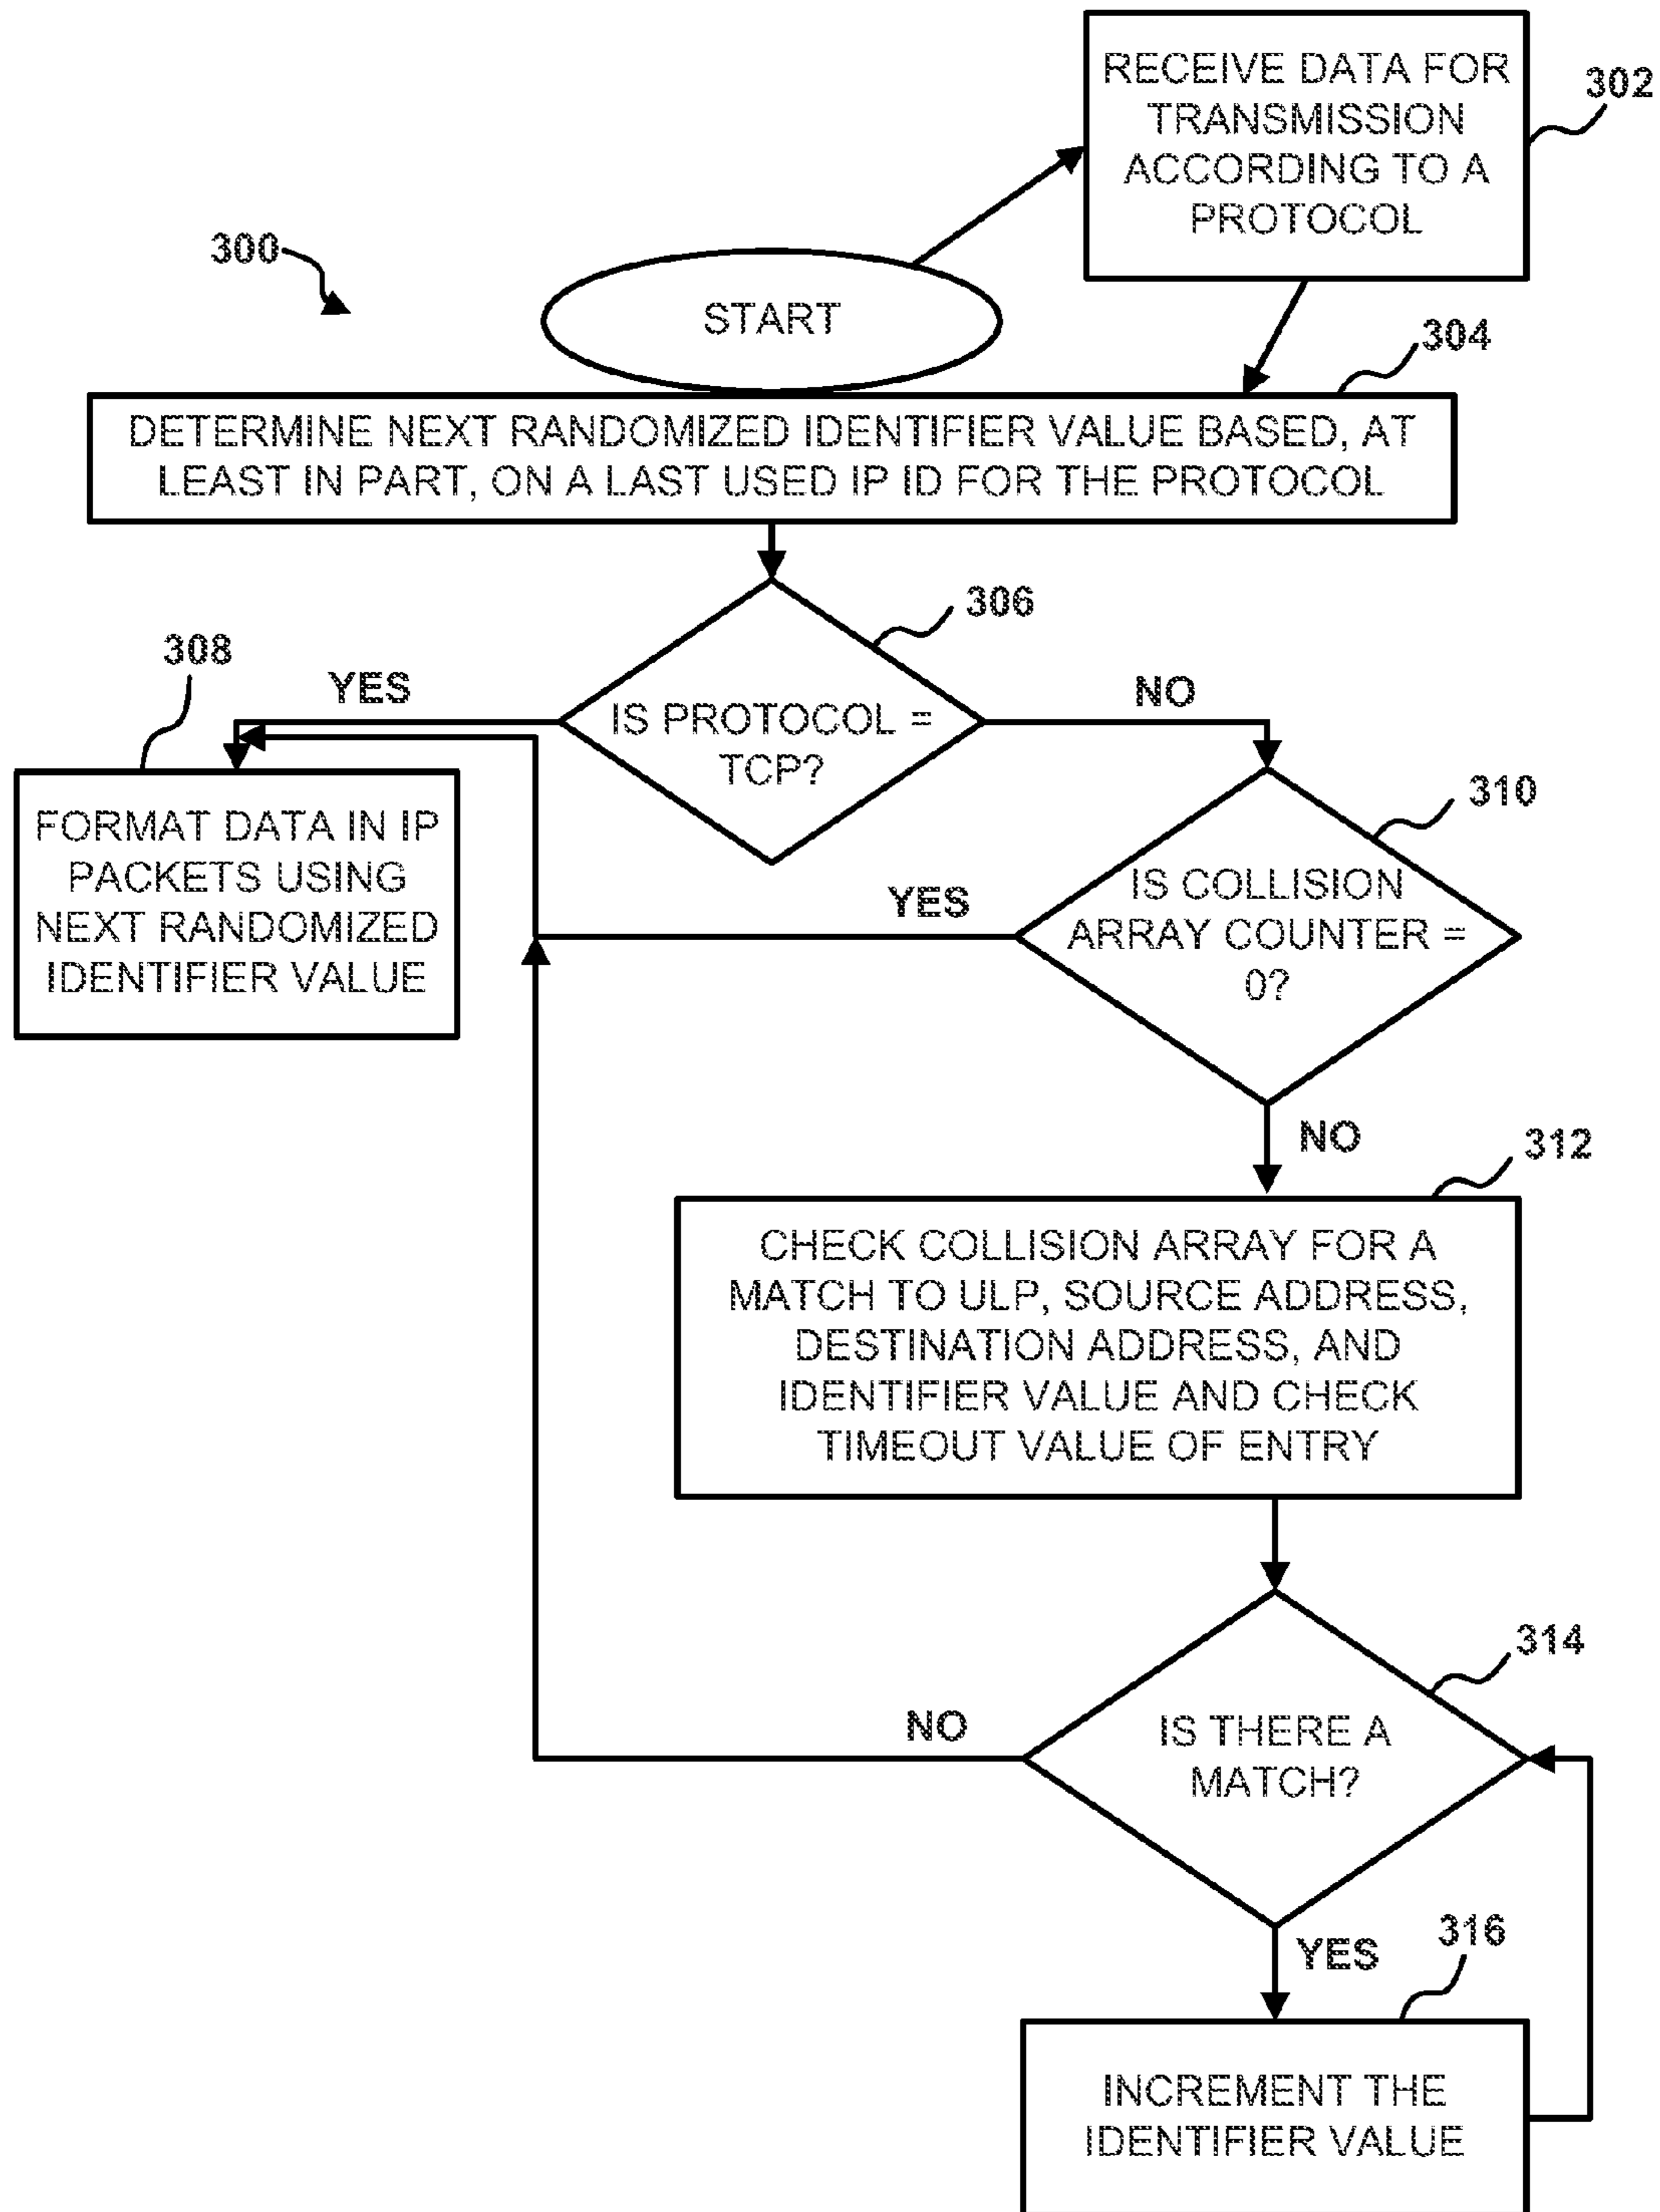 RECEIVE DATA FOR
TRANSMISSION
ACCORDING TO A
PROTOCOL
302
300
START
304
DETERMINE NEXT RANDOMIZED IDENTIFIER VALUE BASED, AT
LEAST IN PART, ON A LAST USED IP ID FOR THE PROTOCOL
306
308
YES
NO
IS PROTOCOL =
TCP?
310
FORMAT DATA IN IP
PACKETS USING
NEXT RANDOMIZED
IDENTIFIER VALUE
YES
IS COLLISION
ARRAY COUNTER =
0?
NO
312
CHECK COLLISION ARRAY FOR A
MATCH TO ULP, SOURCE ADDRESS,
DESTINATION ADDRESS, AND
IDENTIFIER VALUE AND CHECK
TIMEOUT VALUE OF ENTRY
314
NO
IS THERE A
MATCH?
YES
316
INCREMENT THE
IDENTIFIER VALUE